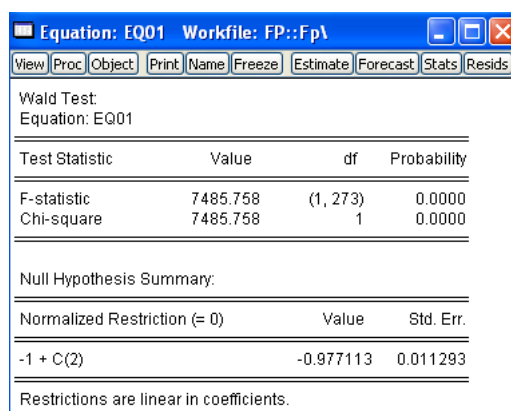 Equation: EQ01 Workfile: FP::Fp\
View Proc Object Print Name Freeze Estimate Forecast Stats Resids
Wald Test:
Equation: EQ01
Test Statistic Value df Probability
F-statistic 7485.758 (1, 273) 0.0000
Chi-square 7485.758 1 0.0000
Null Hypothesis Summary:
Normalized Restriction (= 0) Value Std. Err.
-1 + C(2) -0.977113 0.011293
Restrictions are linear in coefficients.